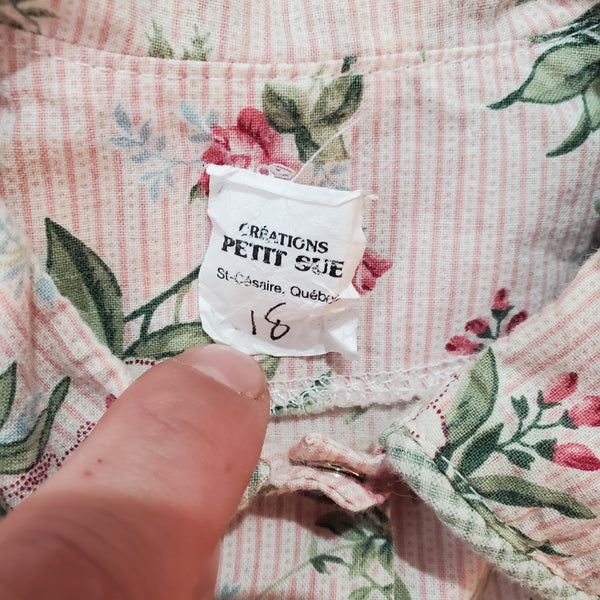 CRÉATIONS
PETIT SUE
St-Césaire, Québec
18